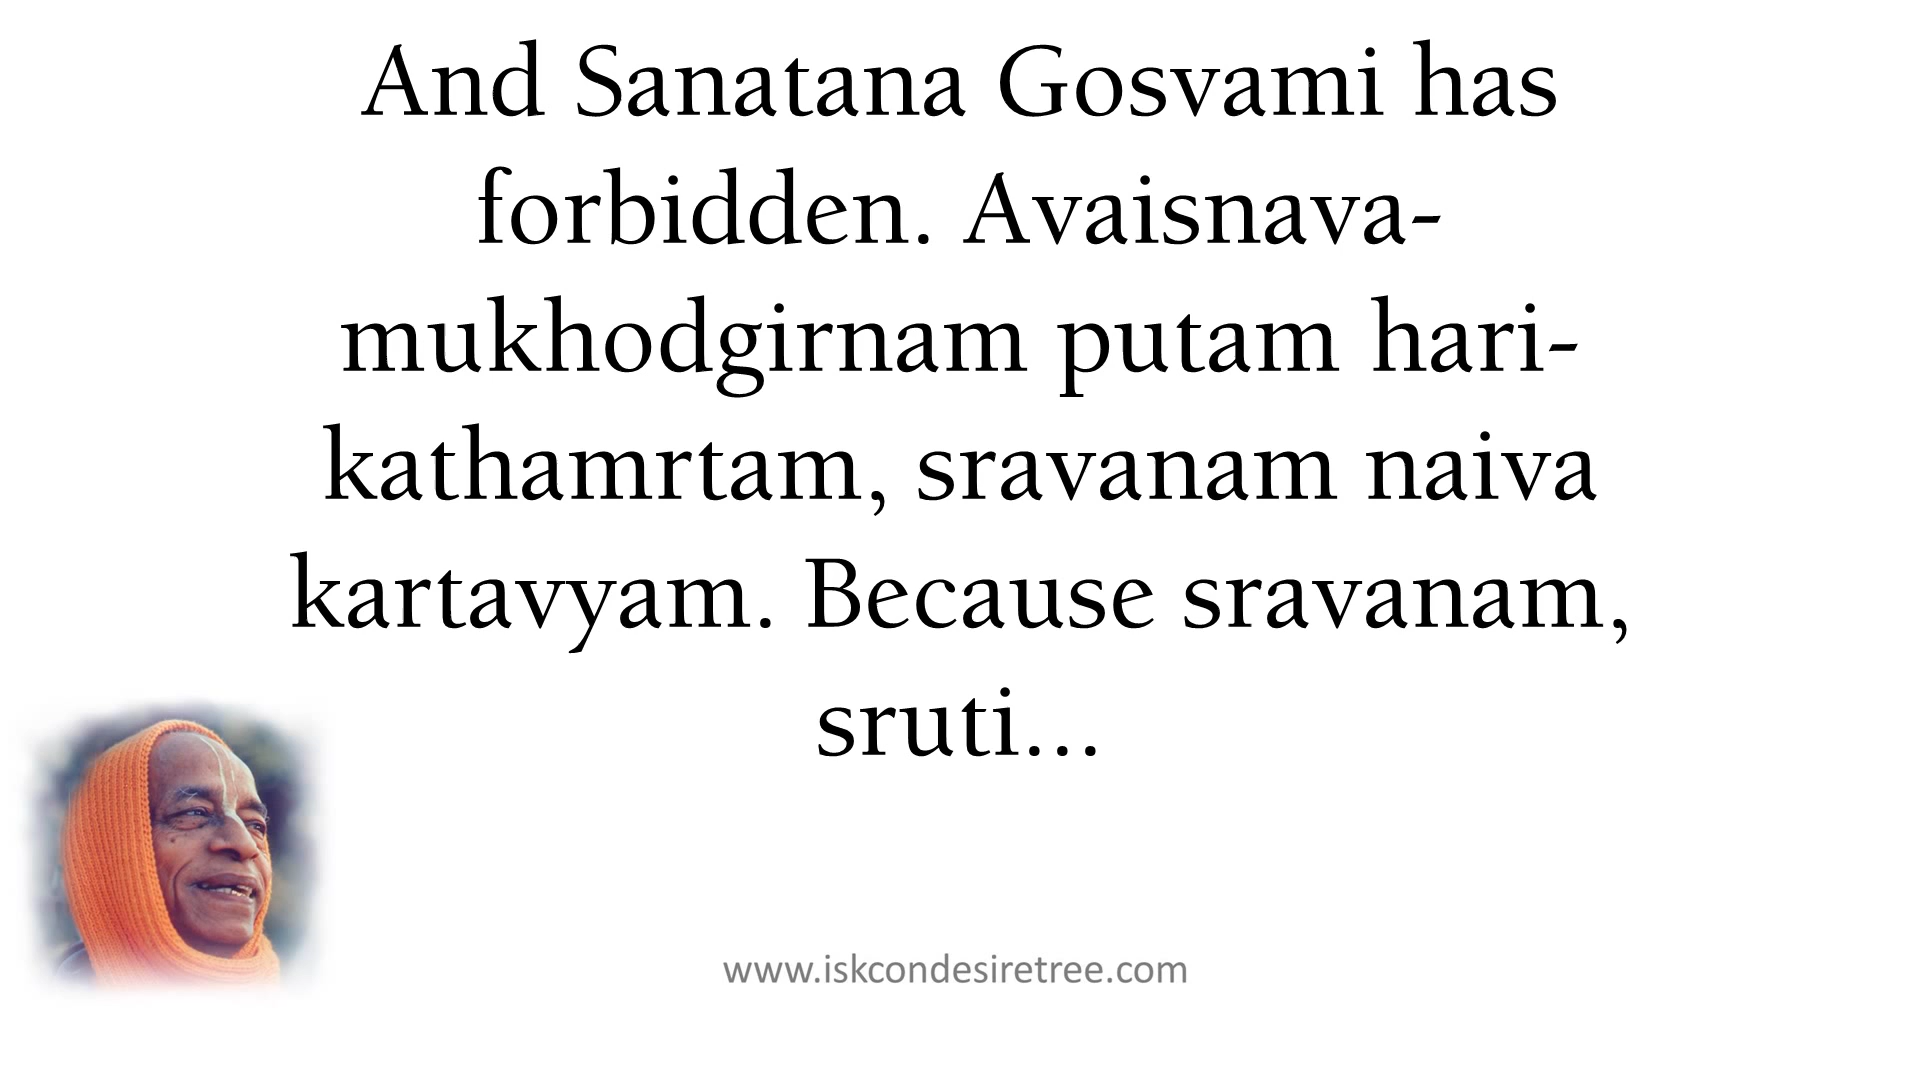 And Sanatana Gosvami has
forbidden. Avaisnava-
mukhodgirnam putam hari-
kathamrtam, sravanam naiva
kartavyam. Because sravanam,
sruti...
www.iskcondesiretree.com